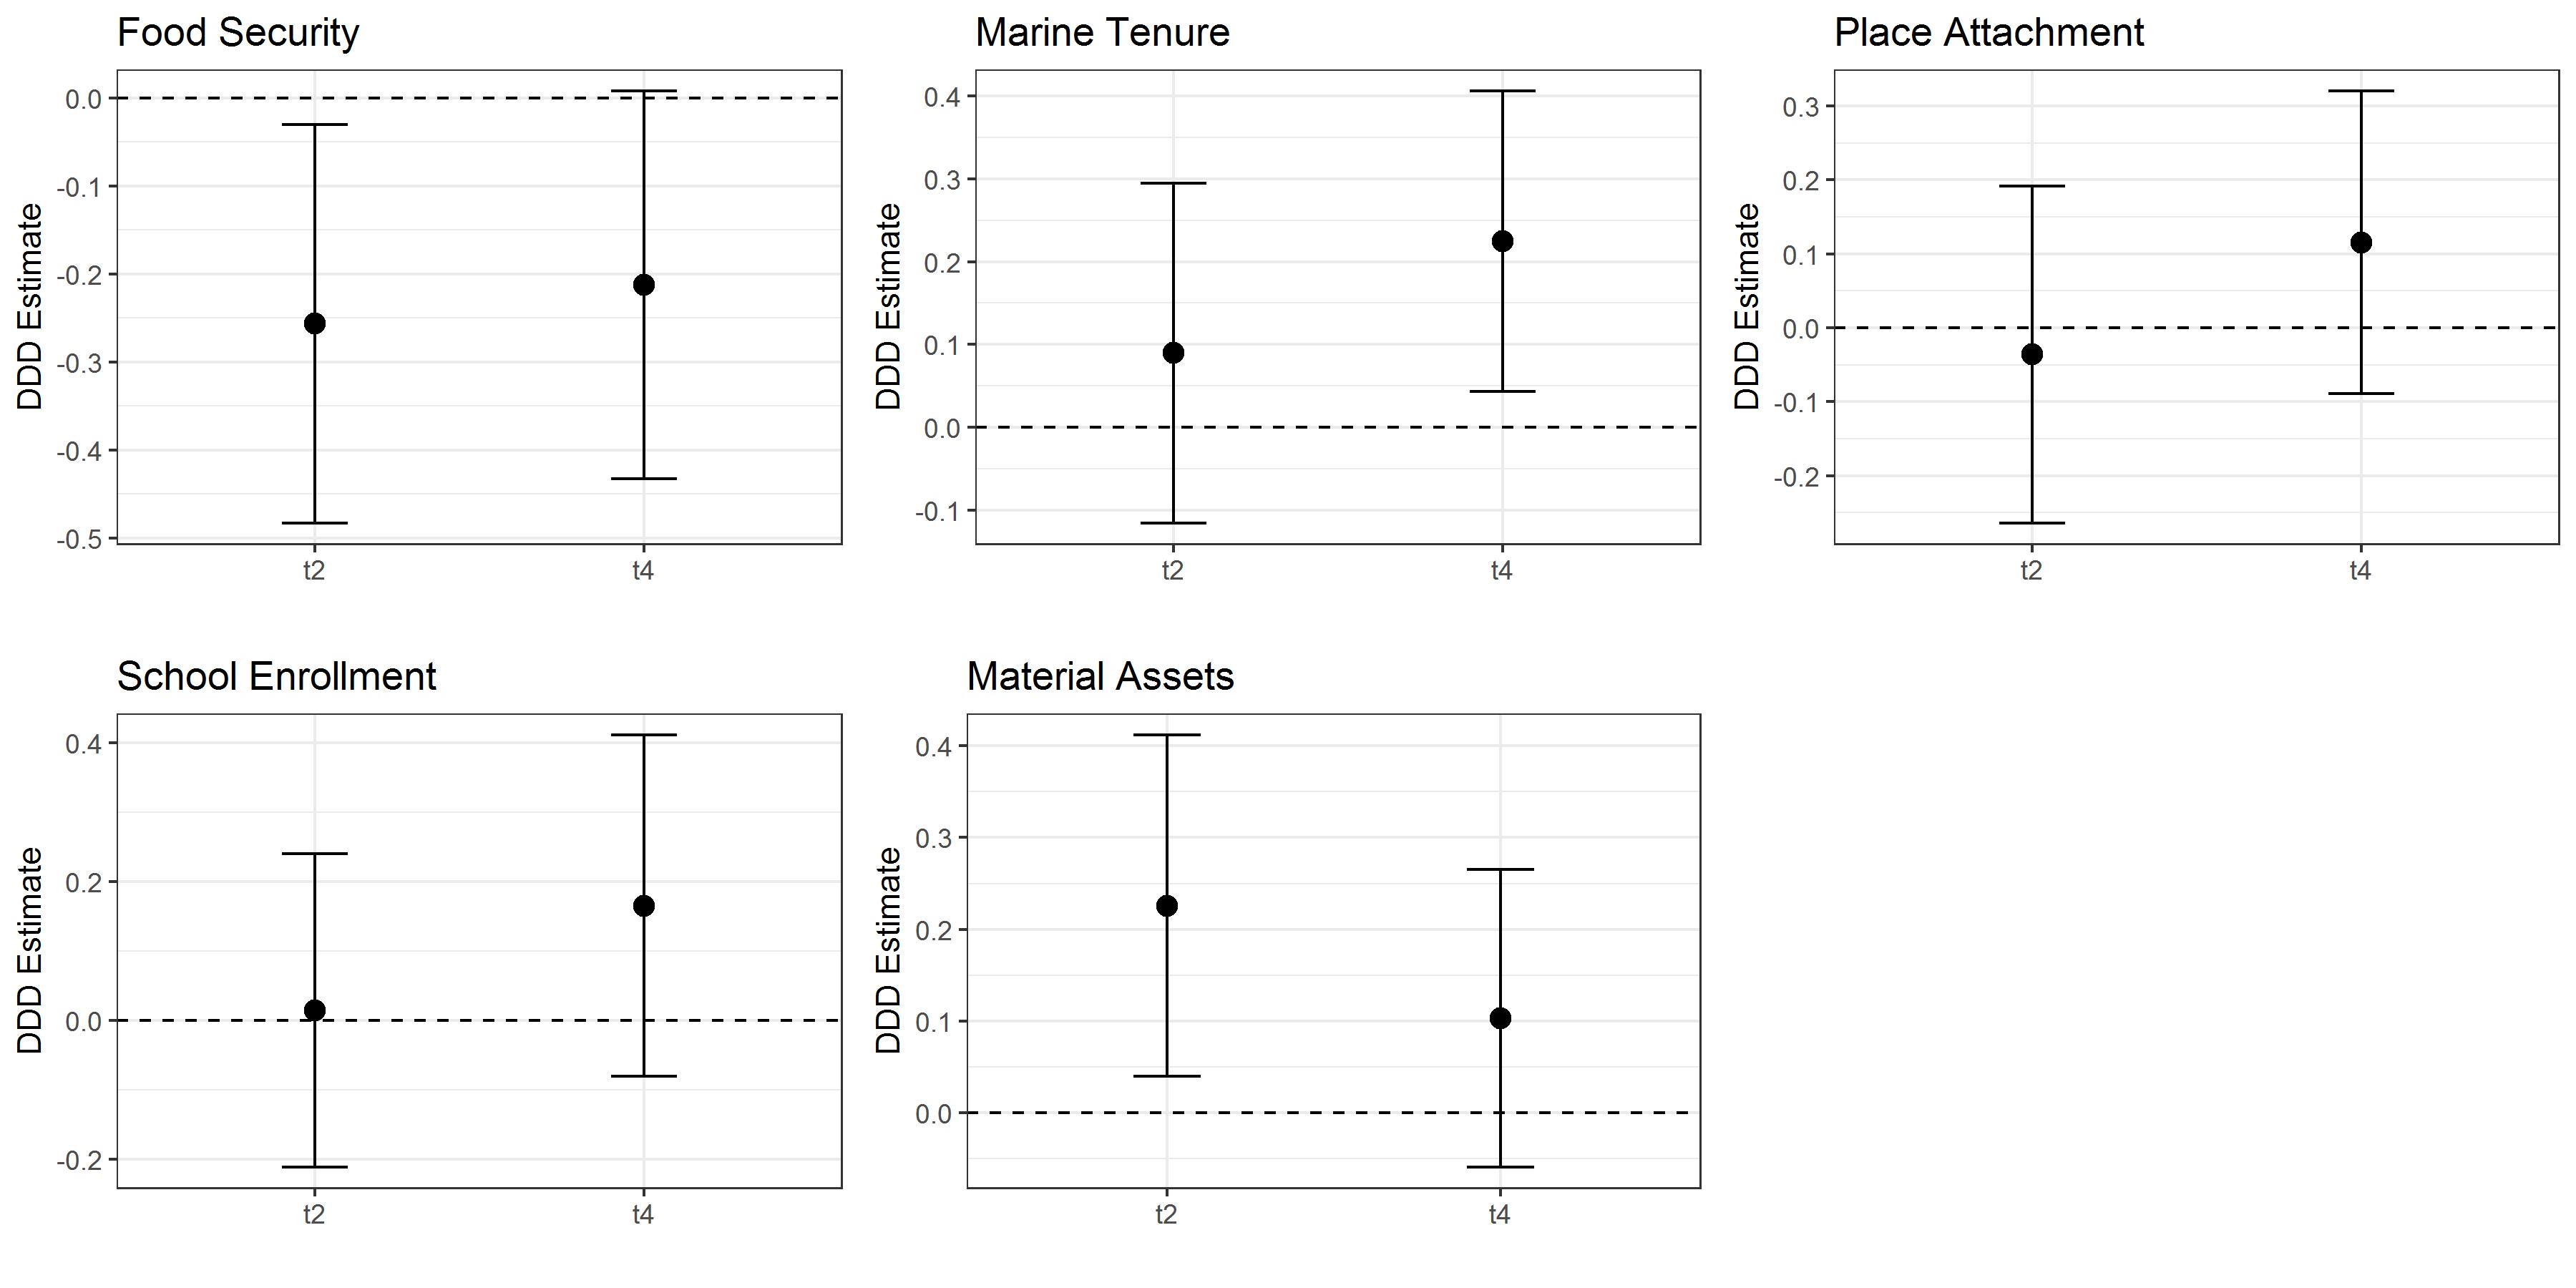 Food Security
DDD Estimate
0.0
-0.1
-0.2
-0.3
-0.4
-0.5
t2
t4
Marine Tenure
DDD Estimate
0.4
0.3
0.2
0.1
0.0
-0.1
t2
t4
Place Attachment
DDD Estimate
0.3
0.2
0.1
0.0
-0.1
-0.2
t2
t4
School Enrollment
DDD Estimate
0.4
0.2
0.0
-0.2
t2
t4
Material Assets
DDD Estimate
0.4
0.3
0.2
0.1
0.0
t2
t4